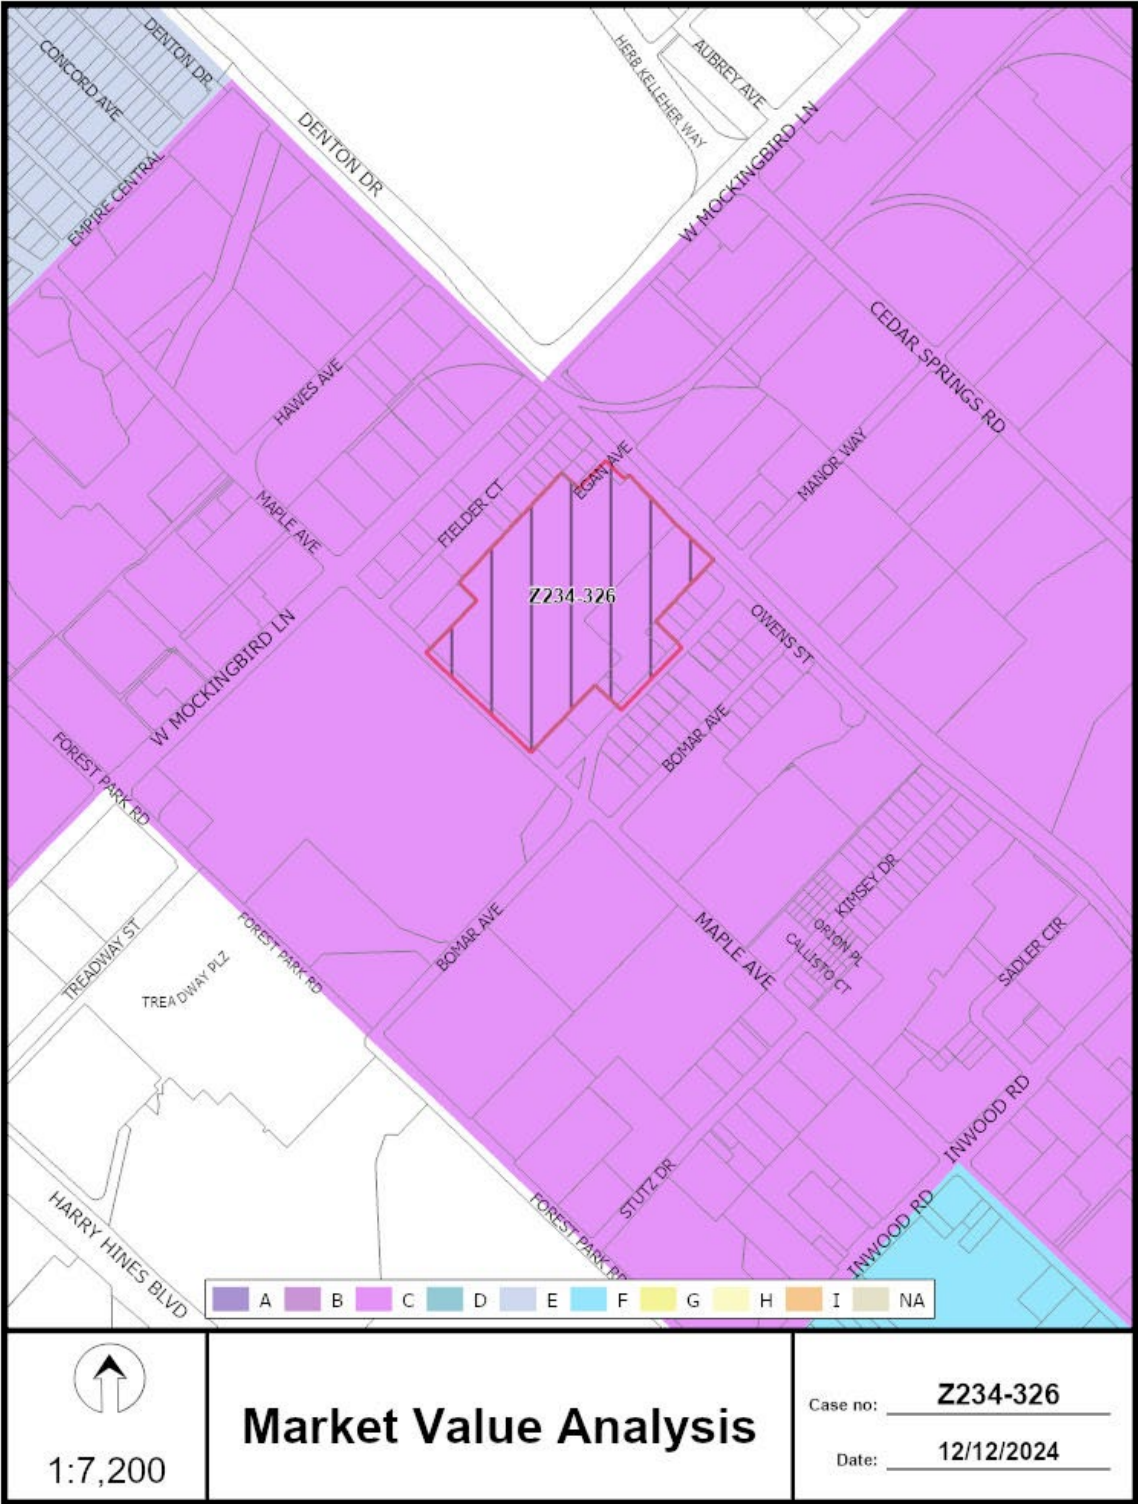 DENTON DR
CONCORD AVE
EMPIRE CENTRAL
DENTON DR
HERB KELLEHER WAY
AUBREY AVE
W MOCKINGBIRD LN
CEDAR SPRINGS RD
HAWES AVE
MANOR WAY
MAPLE AVE
FIELDER CT
EGAN AVE
Z234-326
OWENS ST
W MOCKINGBIRD LN
BOMAR AVE
FOREST PARK RD
KIMSEY DR
ORION PL
CALLISTO CT
MAPLE AVE
SADLER CIR
BOMAR AVE
TREADWAY ST
TREADWAY PLZ
FOREST PARK RD
INWOOD RD
STUTZ DR
INWOOD RD
FOREST PARK RD
HARRY HINES BLVD
A B C D E F G H I NA
1:7,200
Market Value Analysis
Case no: Z234-326
Date: 12/12/2024